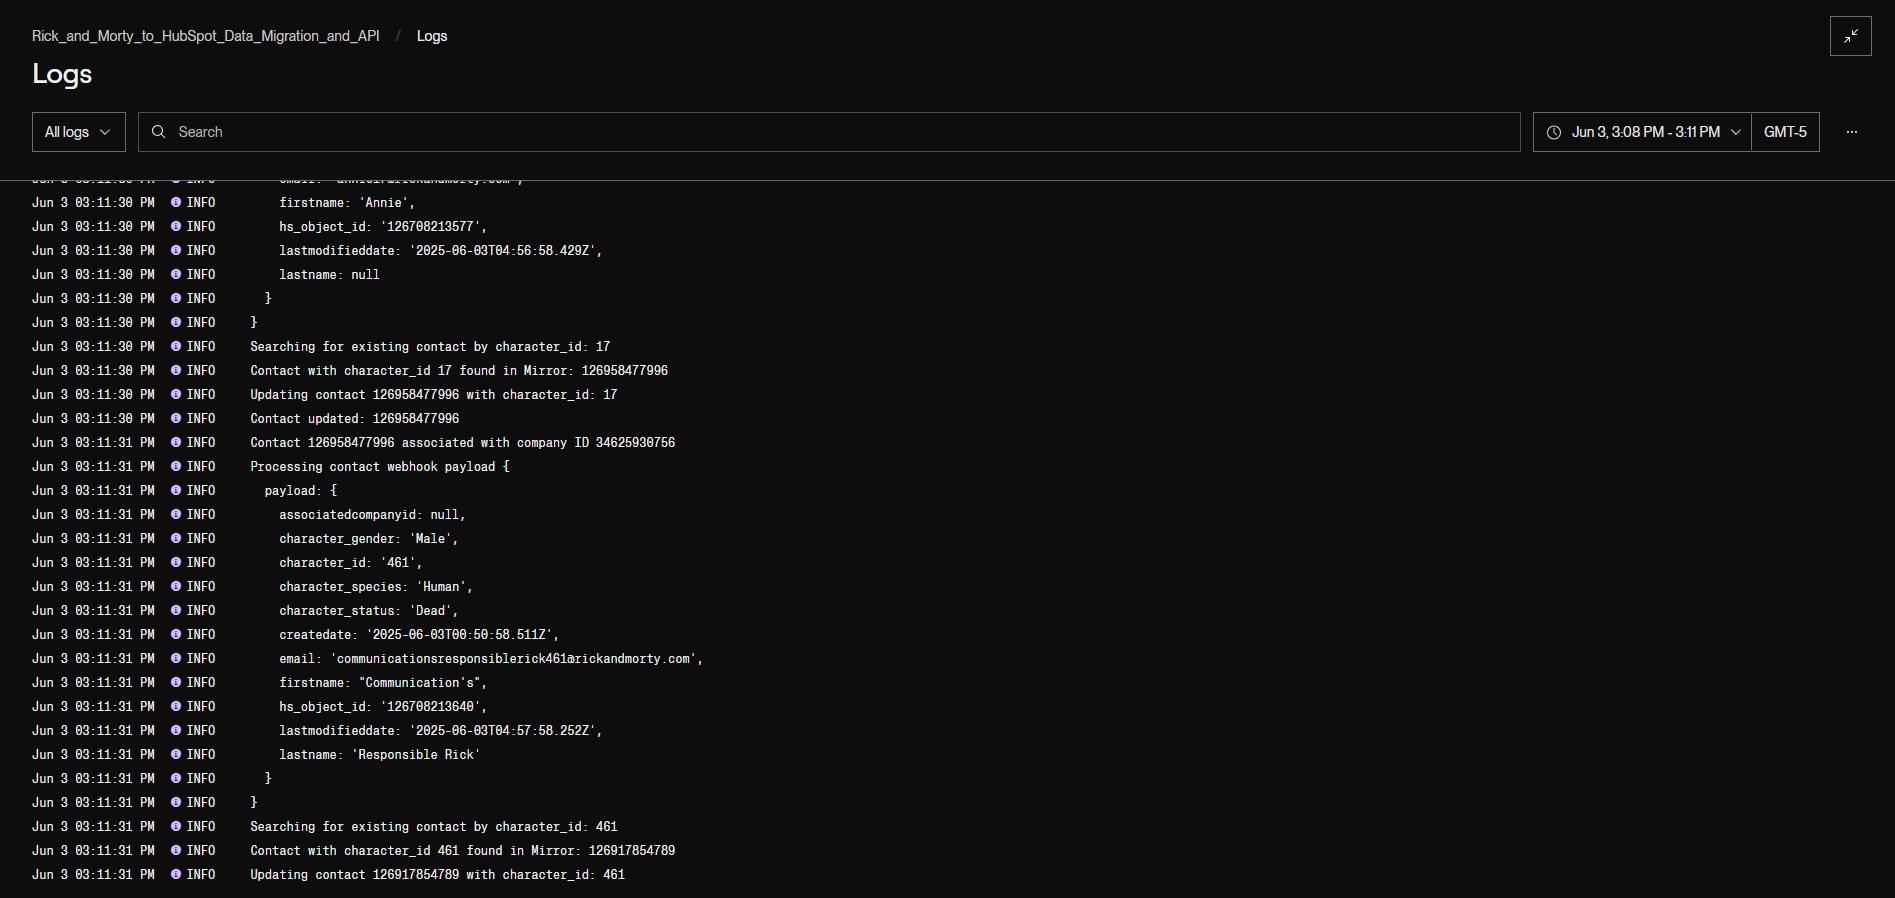 Rick_and_Morty_to_HubSpot_Data_Migration_and_API / Logs
Logs
All logs Search Jun 3, 3:08 PM - 3:11 PM GMT-5 ...
Jun 3 03:11:30 PM INFO firstname: 'Annie',
Jun 3 03:11:30 PM INFO hs_object_id: '126708213577',
Jun 3 03:11:30 PM INFO lastmodifieddate: '2025-06-03T04:56:58.429Z',
Jun 3 03:11:30 PM INFO lastname: null
Jun 3 03:11:30 PM INFO }
Jun 3 03:11:30 PM INFO }
Jun 3 03:11:30 PM INFO Searching for existing contact by character_id: 17
Jun 3 03:11:30 PM INFO Contact with character_id 17 found in Mirror: 126958477996
Jun 3 03:11:30 PM INFO Updating contact 126958477996 with character_id: 17
Jun 3 03:11:30 PM INFO Contact updated: 126958477996
Jun 3 03:11:31 PM INFO Contact 126958477996 associated with company ID 34625930756
Jun 3 03:11:31 PM INFO Processing contact webhook payload {
Jun 3 03:11:31 PM INFO payload: {
Jun 3 03:11:31 PM INFO associatedcompanyid: null,
Jun 3 03:11:31 PM INFO character_gender: 'Male',
Jun 3 03:11:31 PM INFO character_id: '461',
Jun 3 03:11:31 PM INFO character_species: 'Human',
Jun 3 03:11:31 PM INFO character_status: 'Dead',
Jun 3 03:11:31 PM INFO createdate: '2025-06-03T00:50:58.511Z',
Jun 3 03:11:31 PM INFO email: 'communicationsresponsiblerick461@rickandmorty.com',
Jun 3 03:11:31 PM INFO firstname: "Communication's",
Jun 3 03:11:31 PM INFO hs_object_id: '126708213640',
Jun 3 03:11:31 PM INFO lastmodifieddate: '2025-06-03T04:57:58.252Z',
Jun 3 03:11:31 PM INFO lastname: 'Responsible Rick'
Jun 3 03:11:31 PM INFO }
Jun 3 03:11:31 PM INFO }
Jun 3 03:11:31 PM INFO Searching for existing contact by character_id: 461
Jun 3 03:11:31 PM INFO Contact with character_id 461 found in Mirror: 126917854789
Jun 3 03:11:31 PM INFO Updating contact 126917854789 with character_id: 461